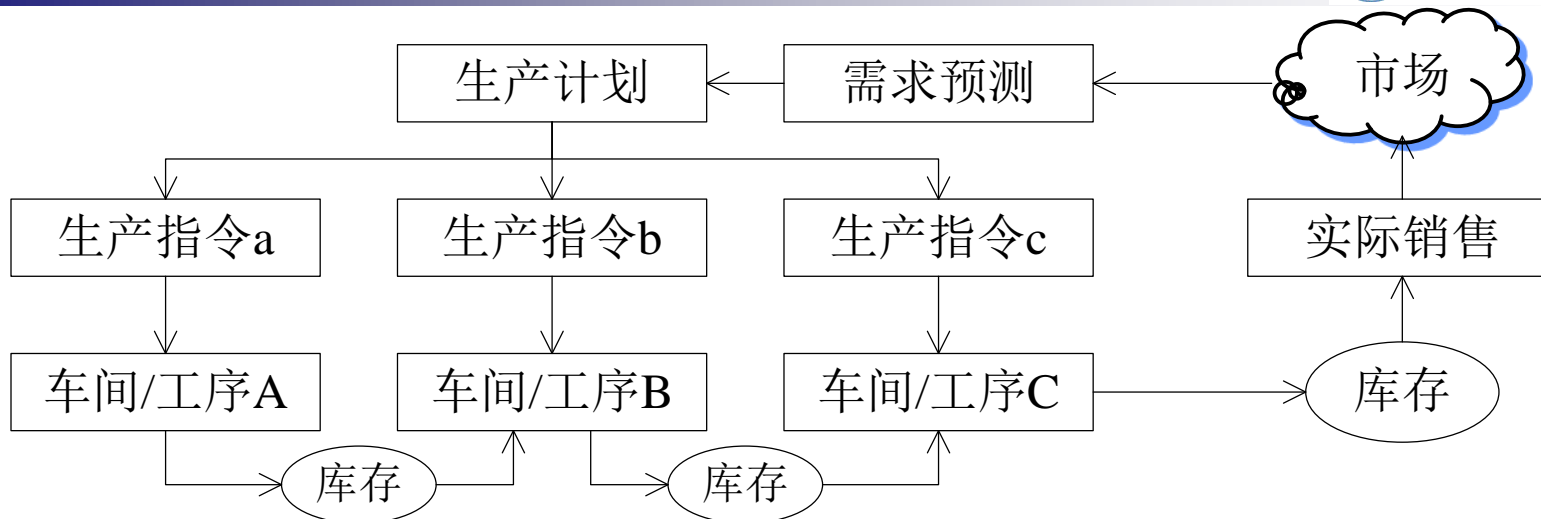 生产计划
需求预测
市场
生产指令a
生产指令b
生产指令c
实际销售
车间/工序A
车间/工序B
车间/工序C
库存
库存
库存